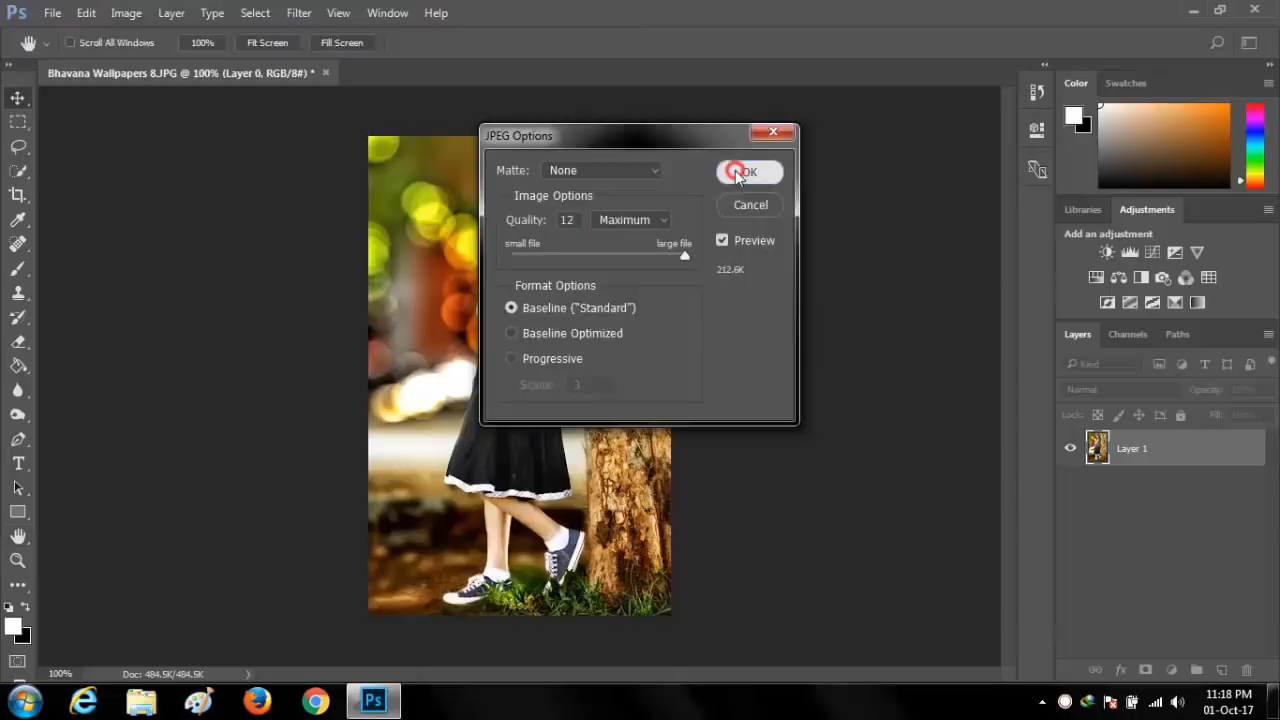 Ps File Edit Image Layer Type Select Filter View Window Help
Scroll All Windows 100% Fit Screen Fill Screen
Bhavana Wallpapers 8.JPG @ 100% (Layer 0, RGB/8#) *
Color Swatches
JPEG Options
Matte: None
OK
Image Options
Cancel
Quality: 12 Maximum
small file large file
Preview
212.6K
Format Options
Baseline ("Standard")
Baseline Optimized
Progressive
Scans: 3
Libraries Adjustments
Add an adjustment
Layers Channels Paths
Kind
Normal Opacity: 100%
Lock: Fill:
Layer 1
100% Doc: 484.5K/484.5K
Ps
11:18 PM
01-Oct-17